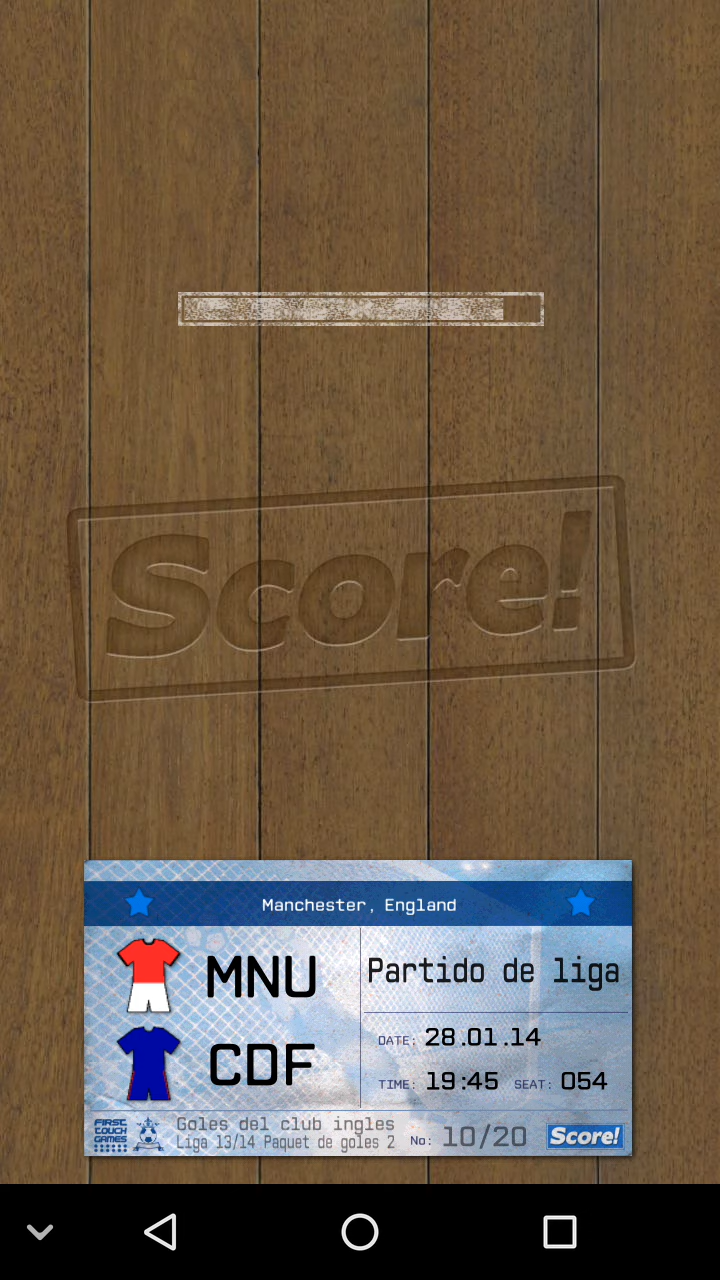 Score!
Manchester, England
MNU
Partido de liga
CDF
DATE: 28.01.14
TIME: 19:45 SEAT: 054
FIRST TOUCH GAMES
Goles del club ingles
Liga 13/14 Paquet de goles 2
No: 10/20
Score!